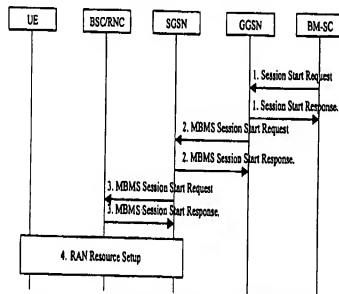 UE
BSC/RNC
SGSN
GGSN
BM-SC
1. Session Start Request
1. Session Start Response.
2. MBMS Session Start Request
2. MBMS Session Start Response.
3. MBMS Session Start Request
3. MBMS Session Start Response.
4. RAN Resource Setup